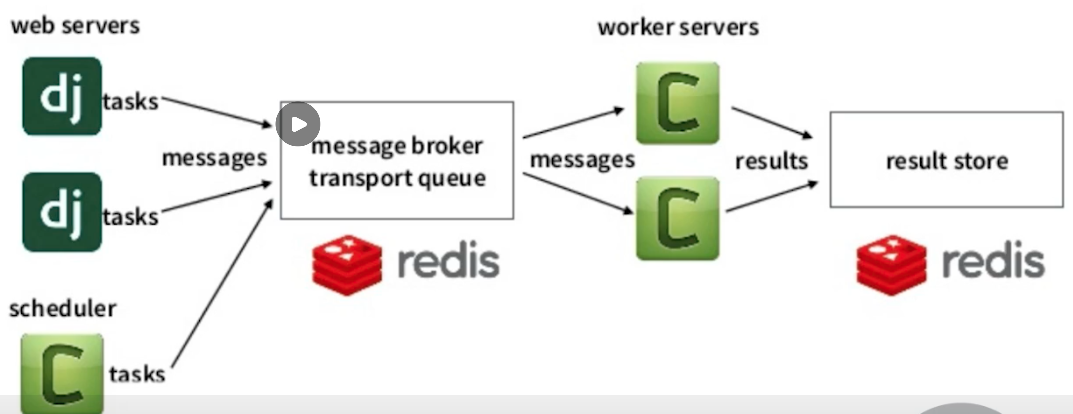 web servers
worker servers
dj tasks
C
message broker
messages
transport queue
messages
results
result store
dj tasks
C
redis
redis
scheduler
C tasks